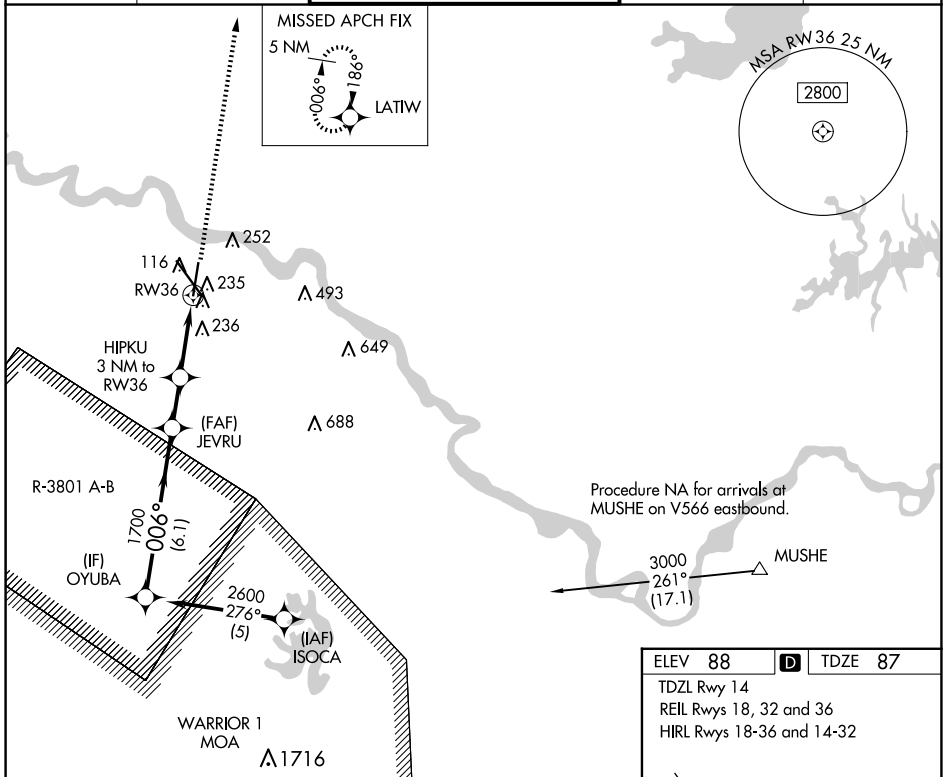 MISSED APCH FIX
5 NM
006°
186°
LATIW
MSA RW36 25 NM
2800
252
116
235
RW36
493
236
HIPKU
3 NM to
RW36
649
(FAF)
JEVRU
688
R-3801 A-B
1700
006°
(6.1)
Procedure NA for arrivals at
MUSHE on V566 eastbound.
(IF)
OYUBA
3000
261°
(17.1)
MUSHE
2600
276°
(5)
(IAF)
ISOCA
WARRIOR 1
MOA
1716
ELEV 88 D TDZE 87
TDZL Rwy 14
REIL Rwys 18, 32 and 36
HIRL Rwys 18-36 and 14-32